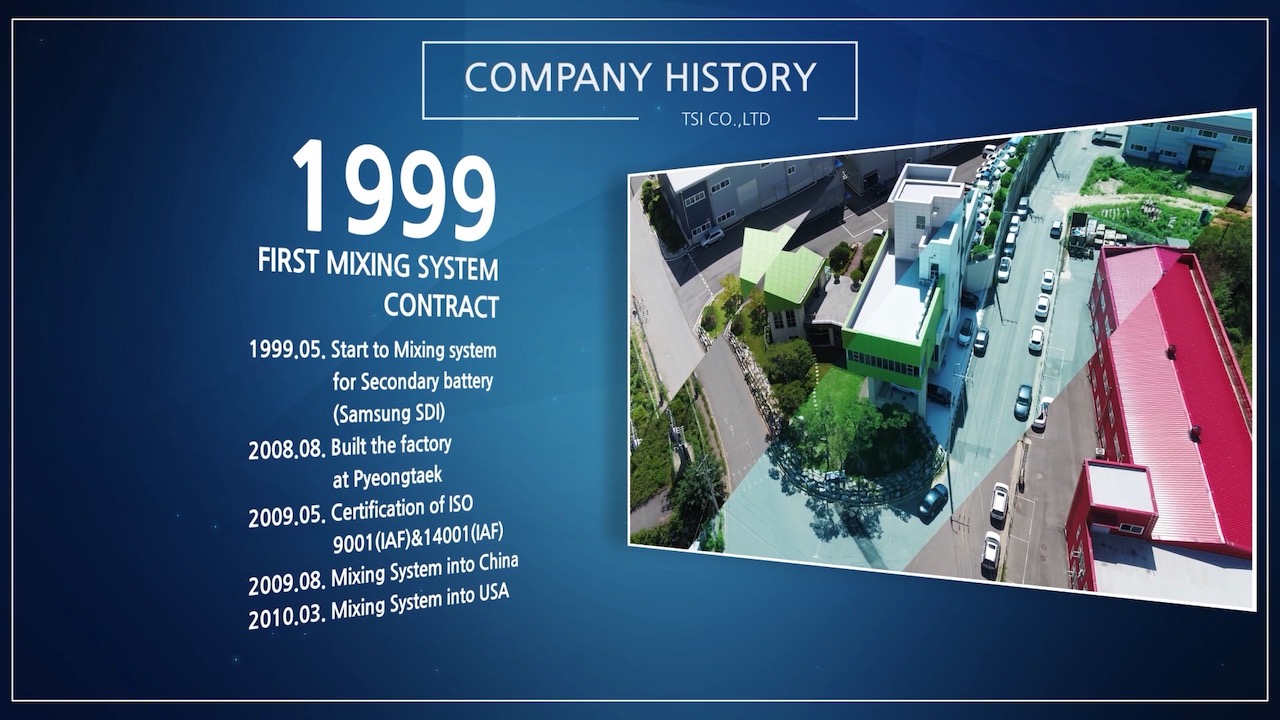 COMPANY HISTORY
TSI CO.,LTD
1999
FIRST MIXING SYSTEM
CONTRACT
1999.05. Start to Mixing system
for Secondary battery
(Samsung SDI)
2008.08. Built the factory
at Pyeongtaek
2009.05. Certification of ISO
9001(IAF)&14001(IAF)
2009.08. Mixing System into China
2010.03. Mixing System into USA